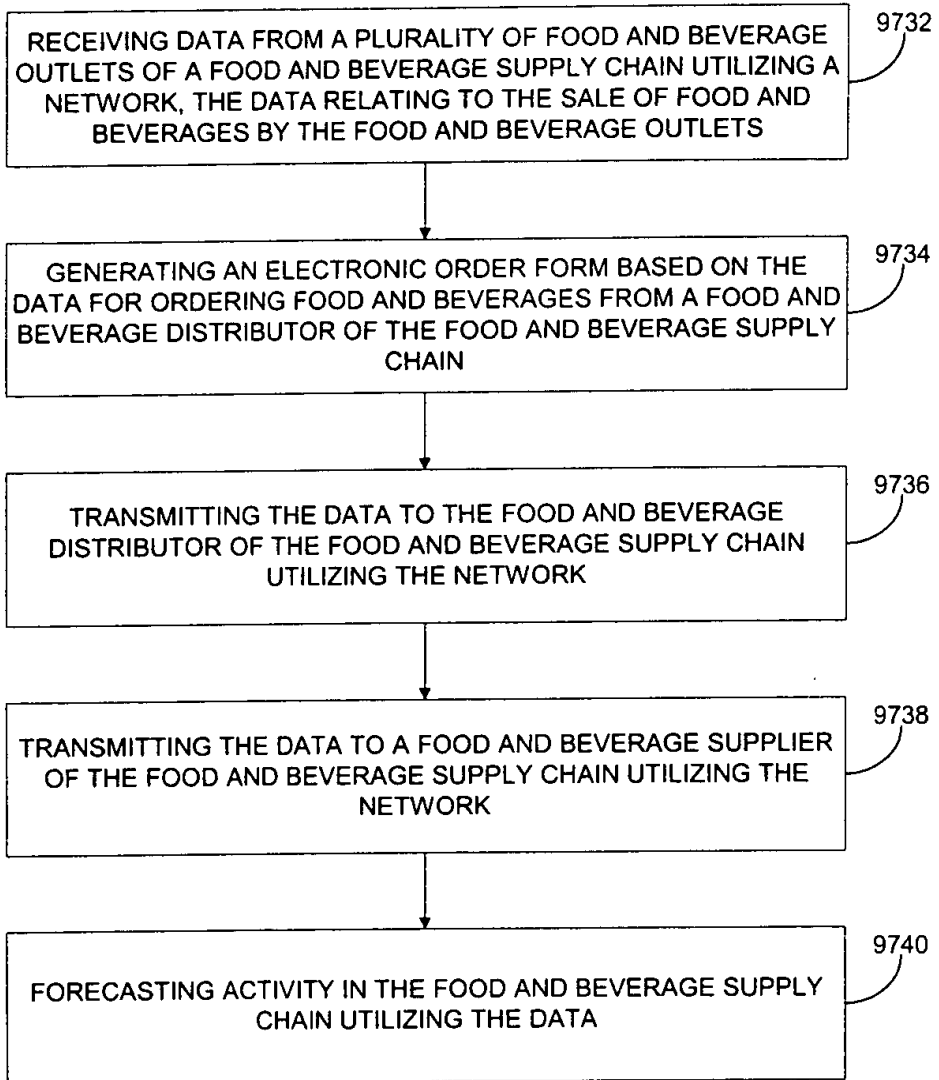 9732
RECEIVING DATA FROM A PLURALITY OF FOOD AND BEVERAGE
OUTLETS OF A FOOD AND BEVERAGE SUPPLY CHAIN UTILIZING A
NETWORK, THE DATA RELATING TO THE SALE OF FOOD AND
BEVERAGES BY THE FOOD AND BEVERAGE OUTLETS
9734
GENERATING AN ELECTRONIC ORDER FORM BASED ON THE
DATA FOR ORDERING FOOD AND BEVERAGES FROM A FOOD AND
BEVERAGE DISTRIBUTOR OF THE FOOD AND BEVERAGE SUPPLY
CHAIN
9736
TRANSMITTING THE DATA TO THE FOOD AND BEVERAGE
DISTRIBUTOR OF THE FOOD AND BEVERAGE SUPPLY CHAIN
UTILIZING THE NETWORK
9738
TRANSMITTING THE DATA TO A FOOD AND BEVERAGE SUPPLIER
OF THE FOOD AND BEVERAGE SUPPLY CHAIN UTILIZING THE
NETWORK
9740
FORECASTING ACTIVITY IN THE FOOD AND BEVERAGE SUPPLY
CHAIN UTILIZING THE DATA